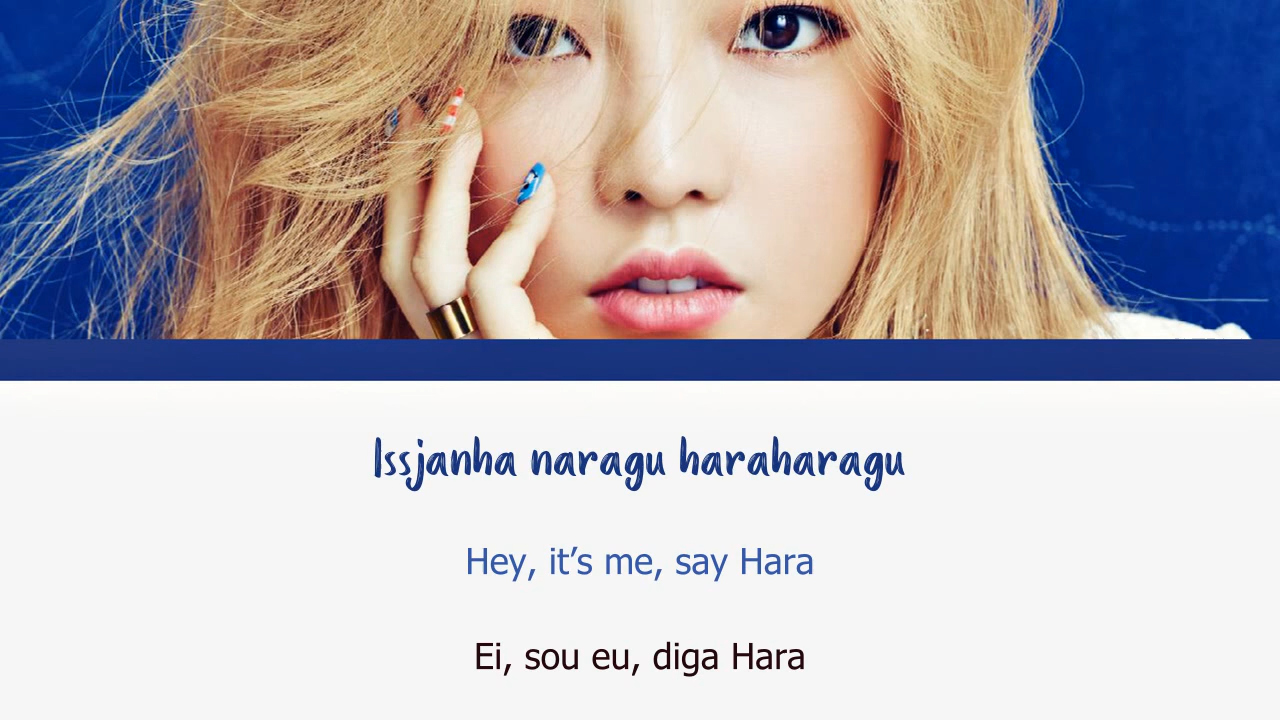 Issjanha naragu haraharagu
Hey, it’s me, say Hara
Ei, sou eu, diga Hara